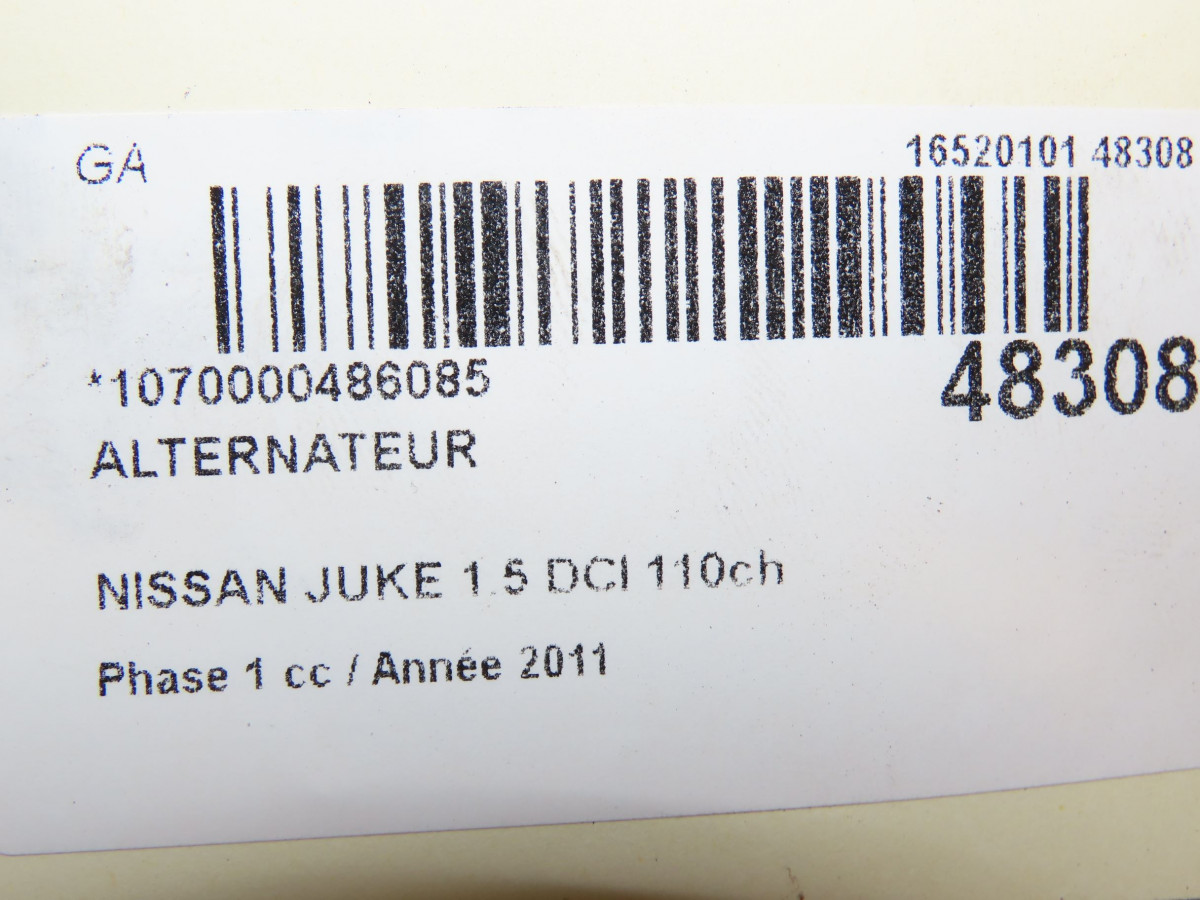 GA
16520101 48308
*1070000486085
48308
ALTERNATEUR
NISSAN JUKE 1.5 DCI 110ch
Phase 1 cc / Année 2011